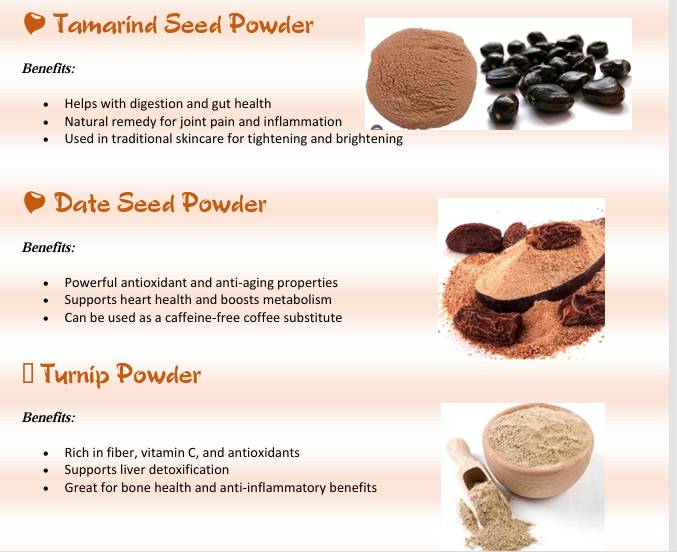 Tamarind Seed Powder
Benefits:
• Helps with digestion and gut health
• Natural remedy for joint pain and inflammation
• Used in traditional skincare for tightening and brightening
Date Seed Powder
Benefits:
• Powerful antioxidant and anti-aging properties
• Supports heart health and boosts metabolism
• Can be used as a caffeine-free coffee substitute
Turnip Powder
Benefits:
• Rich in fiber, vitamin C, and antioxidants
• Supports liver detoxification
• Great for bone health and anti-inflammatory benefits